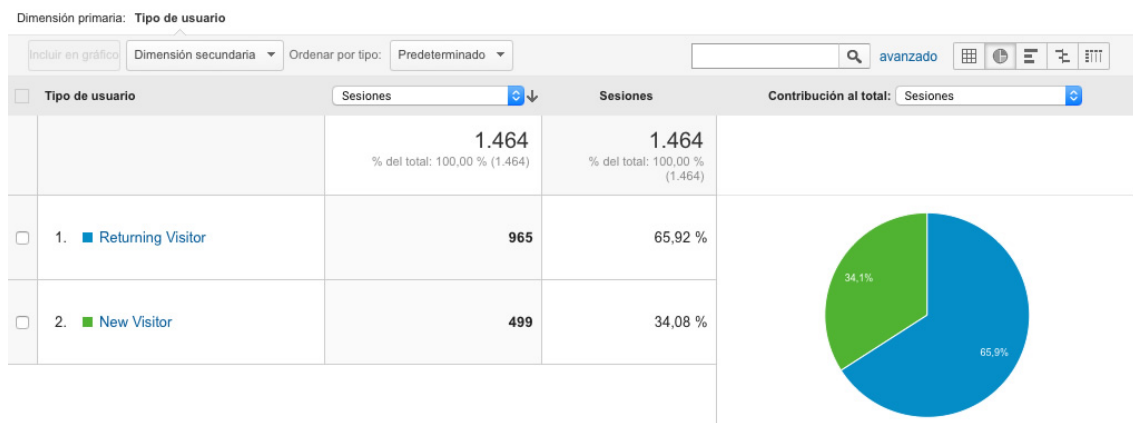 Dimensión primaria: Tipo de usuario
Incluir en gráfico Dimensión secundaria Ordenar por tipo: Predeterminado avanzado
Tipo de usuario Sesiones Sesiones Contribución al total: Sesiones
1.464 1.464
% del total: 100,00 % (1.464) % del total: 100,00 %
(1.464)
1. Returning Visitor 965 65,92 %
34,1%
2. New Visitor 499 34,08 %
65,9%